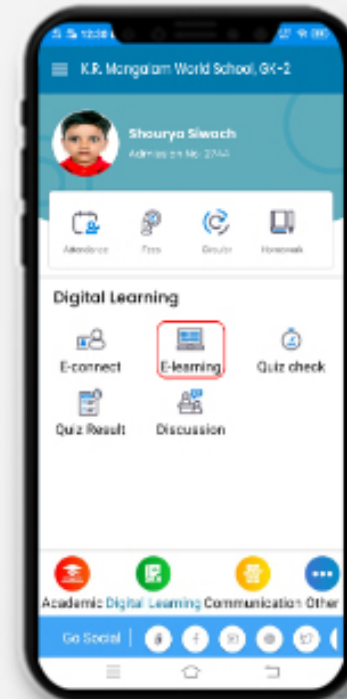 K.R. Mangalam World School, GK-2
Shourya Siwach
Admission No: 2744
Attendance Fees Circular Homework
Digital Learning
E-connect E-learning Quiz check
Quiz Result Discussion
Academic Digital Learning Communication Other
Go Social